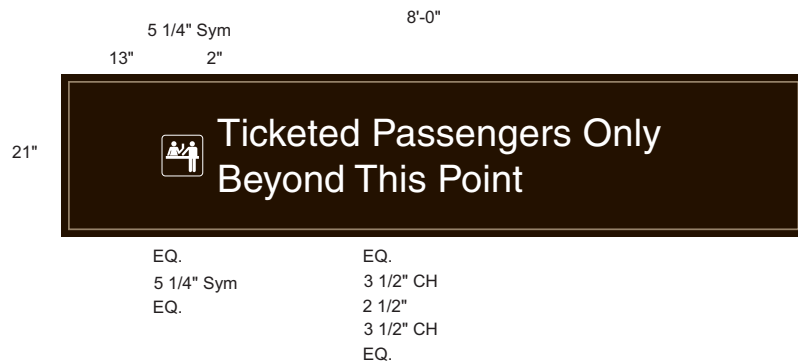 8'-0"
5 1/4" Sym
13" 2"
21"
Ticketed Passengers Only
Beyond This Point
EQ.
5 1/4" Sym
EQ.
EQ.
3 1/2" CH
2 1/2"
3 1/2" CH
EQ.